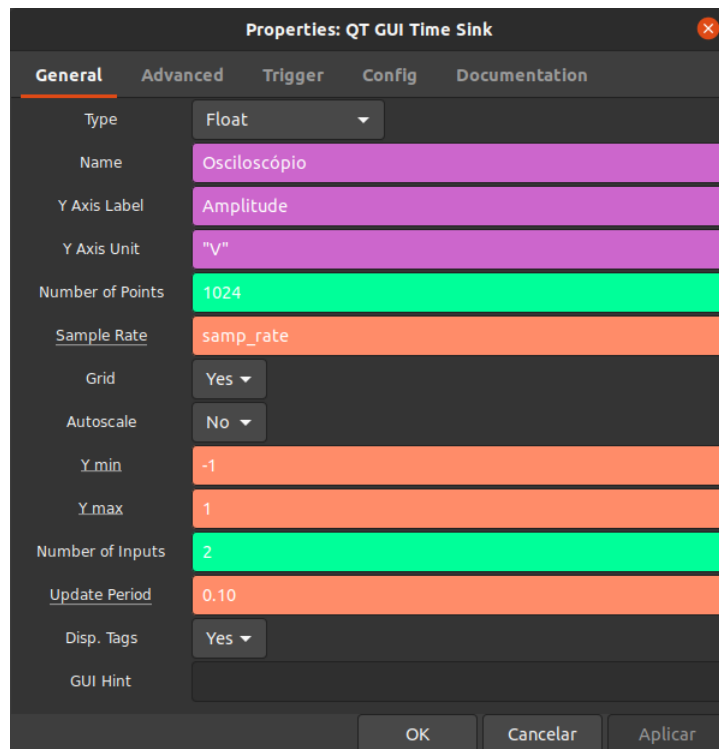 Properties: QT GUI Time Sink
General Advanced Trigger Config Documentation
Type Float
Name Osciloscópio
Y Axis Label Amplitude
Y Axis Unit "V"
Number of Points 1024
Sample Rate samp_rate
Grid Yes
Autoscale No
Y min -1
Y max 1
Number of Inputs 2
Update Period 0.10
Disp. Tags Yes
GUI Hint
OK Cancelar Aplicar